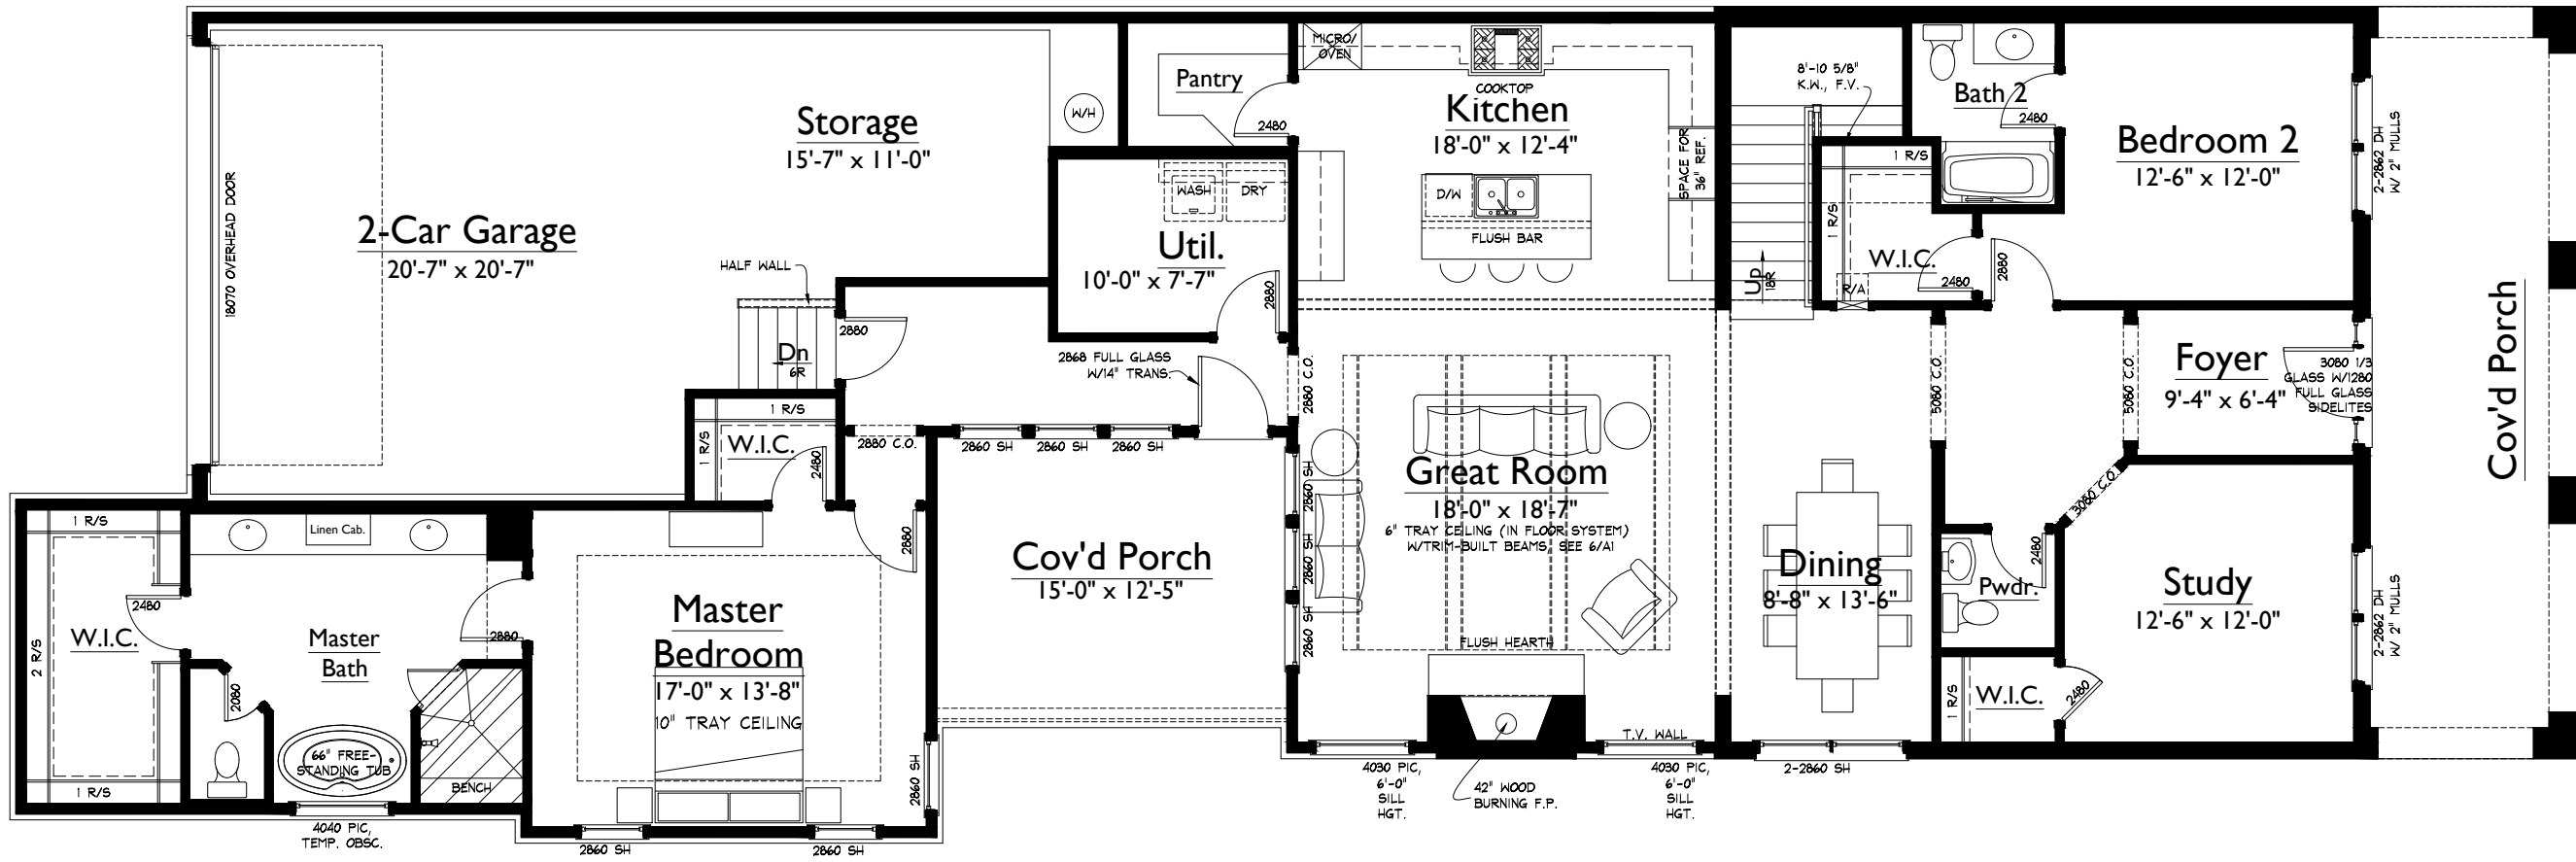 18070 OVERHEAD DOOR
2-Car Garage
20'-7" x 20'-7"
Storage
15'-7" x 11'-0"
HALF WALL
Dn
6R
2880
W/H
Pantry
2480
WASH
DRY
Util.
10'-0" x 7'-7"
2880
2868 FULL GLASS
W/14" TRANS.
2880 C.O.
MICRO/
OVEN
COOKTOP
Kitchen
18'-0" x 12'-4"
SPACE FOR
36" REF.
D/W
FLUSH BAR
8'-10 5/8"
K.W., F.V.
Up
18R
1 R/S
1 R/S
W.I.C.
2480
R/A
Bath 2
2480
Bedroom 2
12'-6" x 12'-0"
2880
2-2862 DH
W/ 2" MULLS
Foyer
9'-4" x 6'-4"
3080 1/3
GLASS W/1280
FULL GLASS
SIDELITES
5080 C.O.
5080 C.O.
3080 C.O.
Cov'd Porch
1 R/S
1 R/S
W.I.C.
2480
2880 C.O.
2880
2860 SH
2860 SH
2860 SH
Cov'd Porch
15'-0" x 12'-5"
2860 SH
2860 SH
2860 SH
Great Room
18'-0" x 18'-7"
6" TRAY CEILING (IN FLOOR SYSTEM)
W/TRIM-BUILT BEAMS, SEE 6/A1
FLUSH HEARTH
T.V. WALL
4030 PIC,
6'-0"
SILL
HGT.
42" WOOD
BURNING F.P.
4030 PIC,
6'-0"
SILL
HGT.
Dining
8'-8" x 13'-6"
2-2860 SH
Pwdr.
2480
W.I.C.
1 R/S
2480
Study
12'-6" x 12'-0"
2-2862 DH
W/ 2" MULLS
1 R/S
2 R/S
W.I.C.
1 R/S
2480
Linen Cab.
Master
Bath
2880
2080
66" FREE-
STANDING TUB
BENCH
4040 PIC,
TEMP. OBSC.
Master
Bedroom
17'-0" x 13'-8"
10" TRAY CEILING
2860 SH
2860 SH
2860 SH